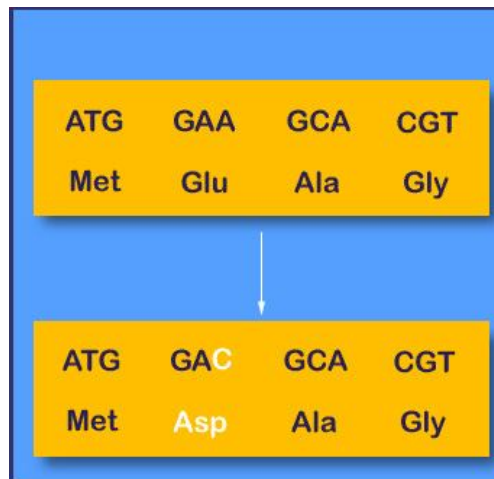 ATG GAA GCA CGT
Met Glu Ala Gly
ATG GAC GCA CGT
Met Asp Ala Gly